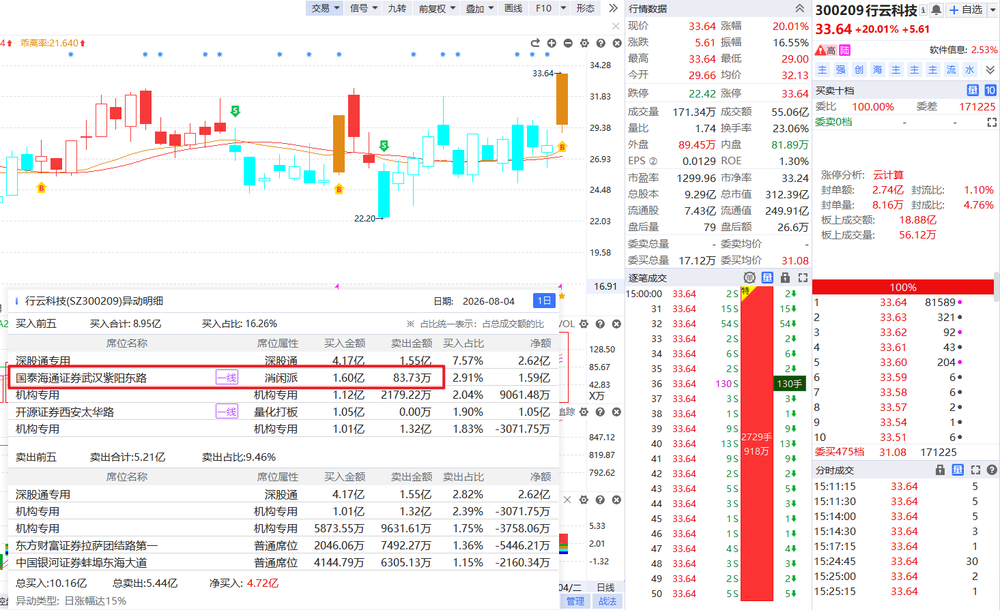 交易 信号 九转 前复权 叠加 画线 F10 形态
4 乖离率:21.640
34.28
33.64
31.83
29.38
26.93
24.48
22.20
22.03
19.58
16.91
S
S
B
B
B
行云科技(SZ300209)异动明细 日期: 2026-08-04 1日
买入前五 买入合计: 8.95亿 买入占比: 16.26% ※ 占比统一表示: 占总成交额的比
席位名称 席位属性 买入金额 卖出金额 买入占比 净额
深股通专用 深股通 4.17亿 1.55亿 7.57% 2.62亿
国泰海通证券武汉紫阳东路 一线 消闲派 1.60亿 83.73万 2.91% 1.59亿
机构专用 机构专用 1.12亿 2179.22万 2.04% 9061.48万
开源证券西安太华路 一线 量化打板 1.05亿 0.00万 1.90% 1.05亿
机构专用 机构专用 1.01亿 1.32亿 1.83% -3071.75万
卖出前五 卖出合计:5.21亿 卖出占比:9.46%
席位名称 席位属性 买入金额 卖出金额 卖出占比 净额
深股通专用 深股通 4.17亿 1.55亿 2.82% 2.62亿
机构专用 机构专用 1.01亿 1.32亿 2.39% -3071.75万
机构专用 机构专用 5873.55万 9631.61万 1.75% -3758.06万
东方财富证券拉萨团结路第一 普通席位 2046.06万 7492.27万 1.36% -5446.21万
中国银河证券蚌埠东海大道 普通席位 4144.79万 6305.13万 1.15% -2160.34万
总买入:10.16亿 总卖出:5.44亿 净买入: 4.72亿
异动类型: 日涨幅达15%
VOL
128.50
85.67
42.83
X万
追踪
847.12
819.87
792.62
5.33
2.01
-1.32
04/二 日线
管理 战法
行情数据
现价 33.64 涨幅 20.01%
涨跌 5.61 振幅 16.55%
最高 33.64 最低 29.00
今开 29.66 均价 32.13
跌停 22.42 涨停 33.64
成交量 171.34万 成交额 55.06亿
量比 1.74 换手率 23.06%
外盘 89.45万 内盘 81.89万
EPS ② 0.0129 ROE 1.30%
市盈率 1299.96 市净率 33.24
总股本 9.29亿 总市值 312.39亿
流通股 7.43亿 流通值 249.91亿
盘后量 79 盘后额 26.6万
委卖总量 - 委卖均价 -
委买总量 17.12万 委买均价 31.08
逐笔成交 单 量
15:00:00 33.64 2S 特 2
31 33.64 15S 15
32 33.64 54S 54
33 33.64 2S 2
34 33.64 6S 6
35 33.64 2S 2
36 33.64 130S 130手
37 33.64 3S 3
38 33.64 1S 1
39 33.64 9S 2729手 9
40 33.64 13S 918万 13
41 33.64 9S 9
42 33.64 2S 2
43 33.64 5S 5
44 33.64 3S 3
45 33.64 1S 1
46 33.64 1S 1
47 33.64 4S 4
48 33.64 3S 3
49 33.64 2S 2
50 33.64 5S 5
300209 行云科技 自选
33.64 +20.01% +5.61
高 陆 软件信息: 2.53%
主 强 创 海 主 主 主 流 水
买卖十档 量 10
委比 100.00% 委差 171225
委卖0档 - -
涨停分析: 云计算
封单额: 2.74亿 封流比: 1.10%
封单量: 8.16万 封成比: 4.76%
板上成交额: 18.88亿
板上成交量: 56.12万
100%
1 33.64 81589
2 33.63 321
3 33.62 92
4 33.61 43
5 33.60 204
6 33.59 6
7 33.58 6
8 33.57 2
9 33.54 1
10 33.51 6
委买475档 31.08 171225
分时成交 量
15:11:15 33.64 5
15:11:30 33.64 5
15:14:00 33.64 5
15:14:30 33.64 3
15:17:15 33.64 1
15:24:45 33.64 30
15:25:00 33.64 2
15:25:15 33.64 1